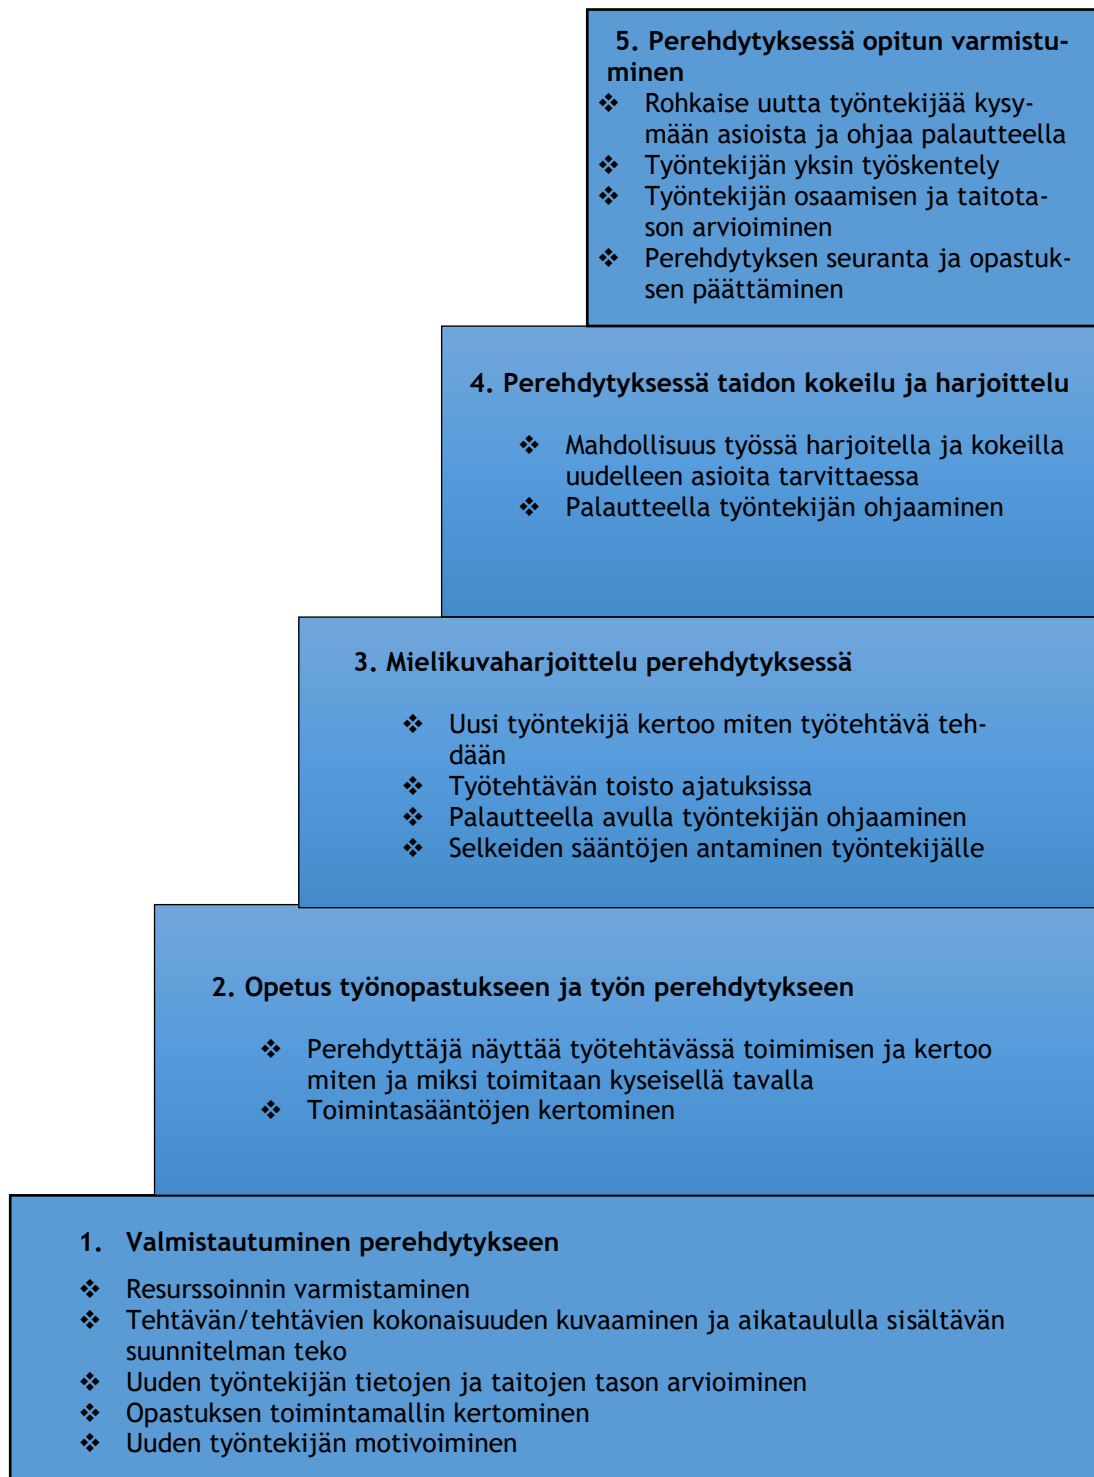 5. Perehdytyksessä opitun varmistu-
minen
❖ Rohkaise uutta työntekijää kysy-
mään asioista ja ohjaa palautteella
❖ Työntekijän yksin työskentely
❖ Työntekijän osaamisen ja taitota-
son arvioiminen
❖ Perehdytyksen seuranta ja opastuk-
sen päättäminen
4. Perehdytyksessä taidon kokeilu ja harjoittelu
❖ Mahdollisuus työssä harjoitella ja kokeilla
uudelleen asioita tarvittaessa
❖ Palautteella työntekijän ohjaaminen
3. Mielikuvaharjoittelu perehdytyksessä
❖ Uusi työntekijä kertoo miten työtehtävä teh-
dään
❖ Työtehtävän toisto ajatuksissa
❖ Palautteella avulla työntekijän ohjaaminen
❖ Selkeiden sääntöjen antaminen työntekijälle
2. Opetus työnopastukseen ja työn perehdytykseen
❖ Perehdyttäjä näyttää työtehtävässä toimimisen ja kertoo
miten ja miksi toimitaan kyseisellä tavalla
❖ Toimintasääntöjen kertominen
1. Valmistautuminen perehdytykseen
❖ Resurssoinnin varmistaminen
❖ Tehtävän/tehtävien kokonaisuuden kuvaaminen ja aikataululla sisältävän
suunnitelman teko
❖ Uuden työntekijän tietojen ja taitojen tason arvioiminen
❖ Opastuksen toimintamallin kertominen
❖ Uuden työntekijän motivoiminen